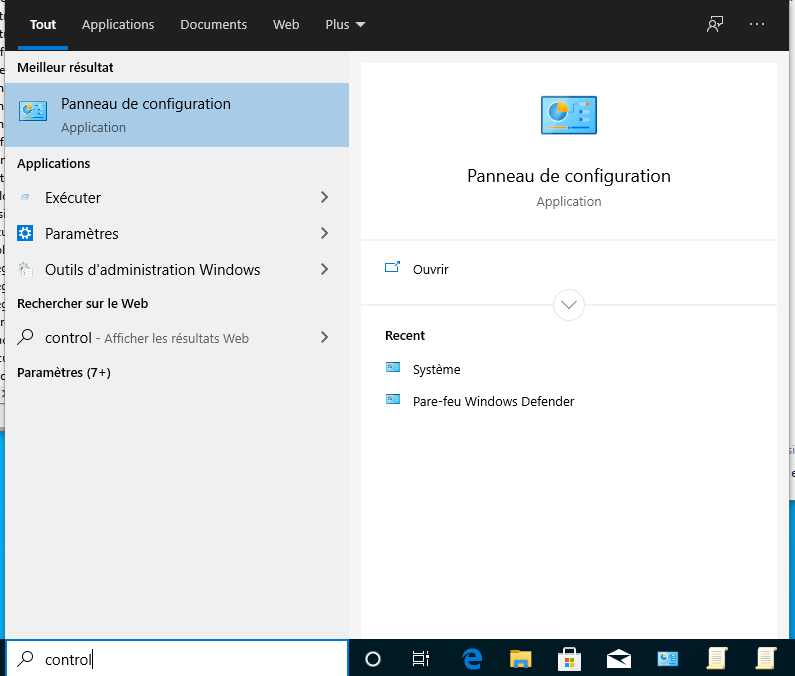 Tout Applications Documents Web Plus
Meilleur résultat
Panneau de configuration
Application
Applications
Exécuter
Paramètres
Outils d'administration Windows
Rechercher sur le Web
control - Afficher les résultats Web
Paramètres (7+)
Panneau de configuration
Application
Ouvrir
Recent
Système
Pare-feu Windows Defender
control